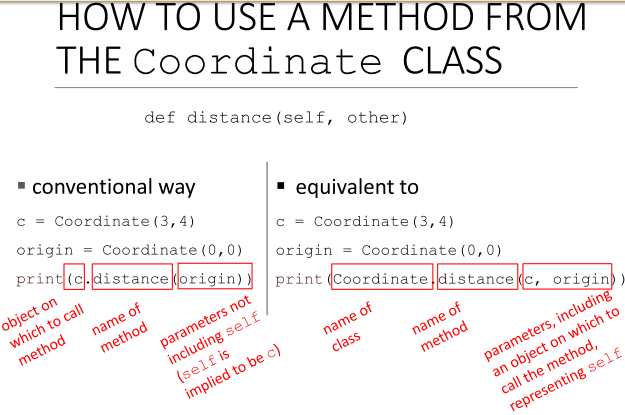 HOW TO USE A METHOD FROM
THE Coordinate CLASS
def distance(self, other)
▪ conventional way
c = Coordinate(3,4)
origin = Coordinate(0,0)
print(c.distance(origin))
object on
which to call
method
name of
method
parameters not
including self
(self is
implied to be c)
▪ equivalent to
c = Coordinate(3,4)
origin = Coordinate(0,0)
print(Coordinate.distance(c, origin))
name of
class
name of
method
parameters, including
an object on which to
call the method,
representing self